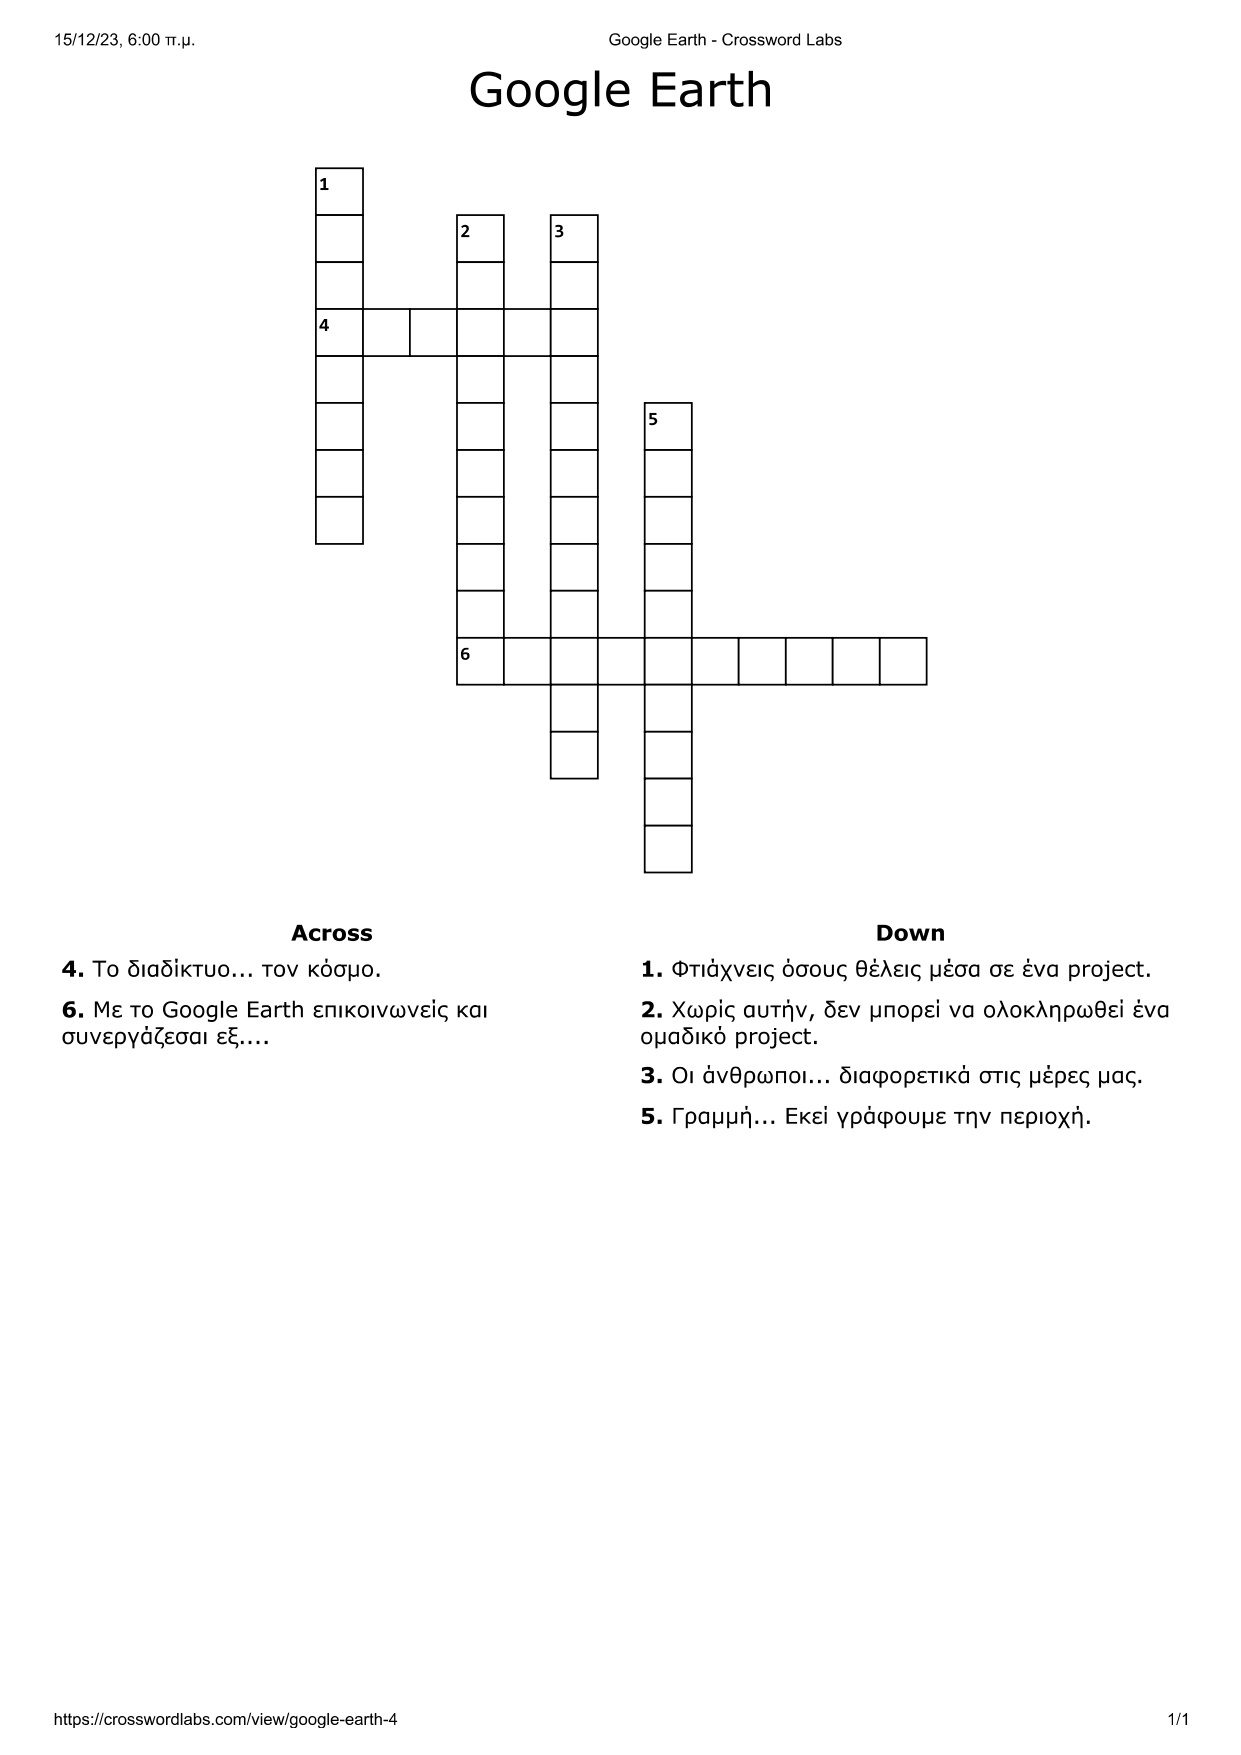 15/12/23, 6:00 π.μ.
Google Earth - Crossword Labs
Google Earth
1
2
3
4
5
6
Across
4. Το διαδίκτυο... τον κόσμο.
6. Με το Google Earth επικοινωνείς και
συνεργάζεσαι εξ....
Down
1. Φτιάχνεις όσους θέλεις μέσα σε ένα project.
2. Χωρίς αυτήν, δεν μπορεί να ολοκληρωθεί ένα
ομαδικό project.
3. Οι άνθρωποι... διαφορετικά στις μέρες μας.
5. Γραμμή... Εκεί γράφουμε την περιοχή.
https://crosswordlabs.com/view/google-earth-4
1/1